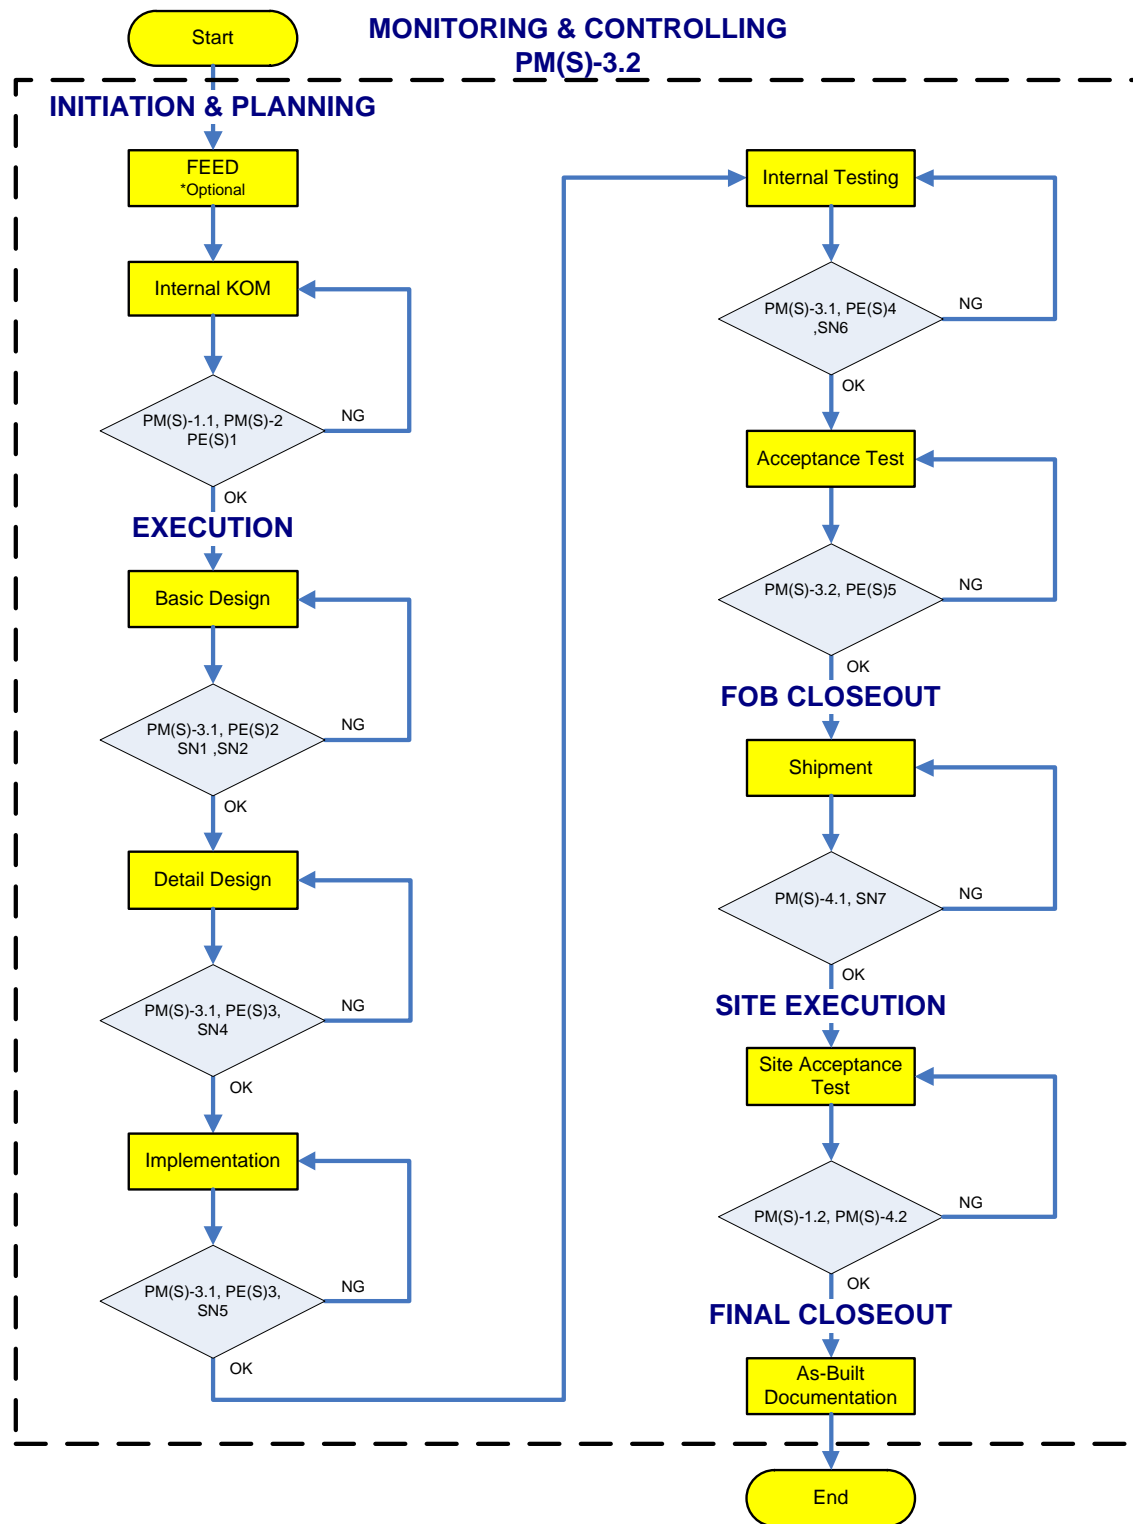 Start
MONITORING & CONTROLLING
PM(S)-3.2
INITIATION & PLANNING
FEED
*Optional
Internal KOM
PM(S)-1.1, PM(S)-2
PE(S)1
NG
OK
EXECUTION
Basic Design
PM(S)-3.1, PE(S)2
SN1 ,SN2
NG
OK
Detail Design
PM(S)-3.1, PE(S)3,
SN4
NG
OK
Implementation
PM(S)-3.1, PE(S)3,
SN5
NG
OK
Internal Testing
PM(S)-3.1, PE(S)4
,SN6
NG
OK
Acceptance Test
PM(S)-3.2, PE(S)5
NG
OK
FOB CLOSEOUT
Shipment
PM(S)-4.1, SN7
NG
OK
SITE EXECUTION
Site Acceptance
Test
PM(S)-1.2, PM(S)-4.2
NG
OK
FINAL CLOSEOUT
As-Built
Documentation
End